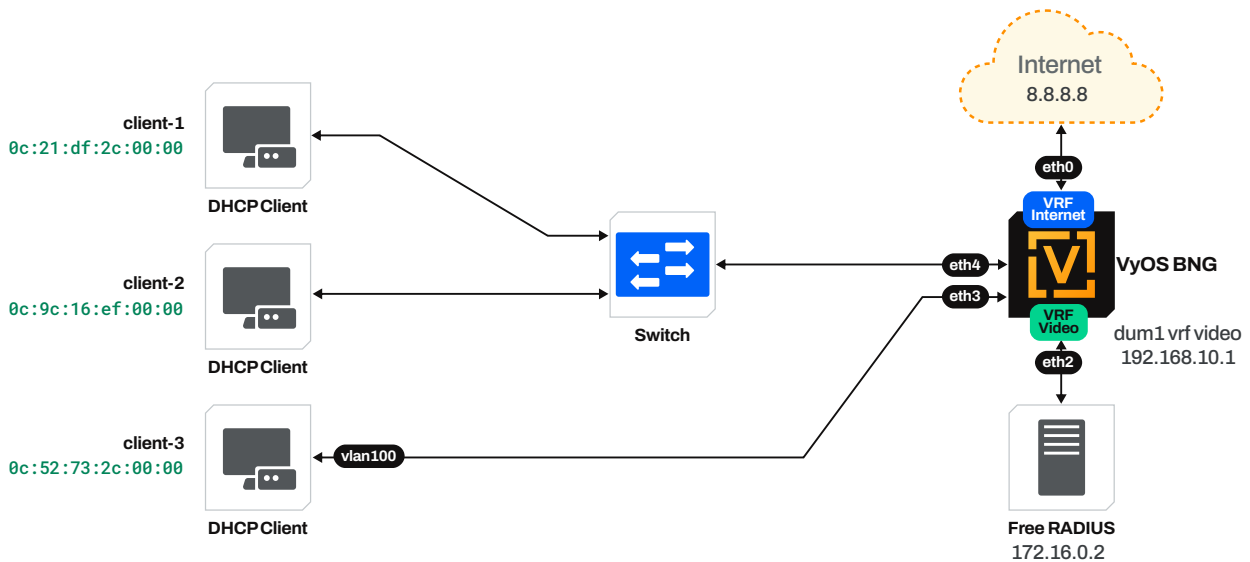 Internet
8.8.8.8
client-1
0c:21:df:2c:00:00
DHCP Client
eth0
VRF
Internet
client-2
0c:9c:16:ef:00:00
DHCP Client
Switch
eth4
eth3
V
VyOS BNG
VRF
Video
dum1 vrf video
192.168.10.1
eth2
client-3
0c:52:73:2c:00:00
vlan100
DHCP Client
Free RADIUS
172.16.0.2